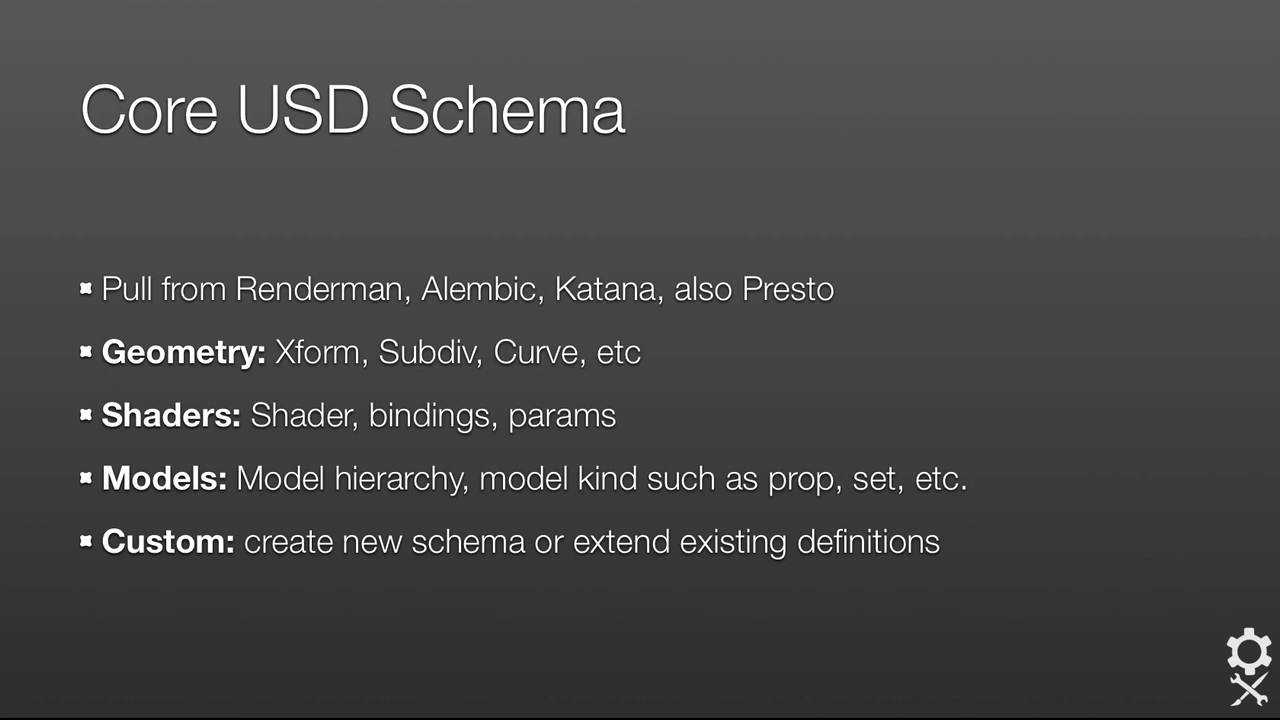 Core USD Schema
Pull from Renderman, Alembic, Katana, also Presto
Geometry: Xform, Subdiv, Curve, etc
Shaders: Shader, bindings, params
Models: Model hierarchy, model kind such as prop, set, etc.
Custom: create new schema or extend existing definitions